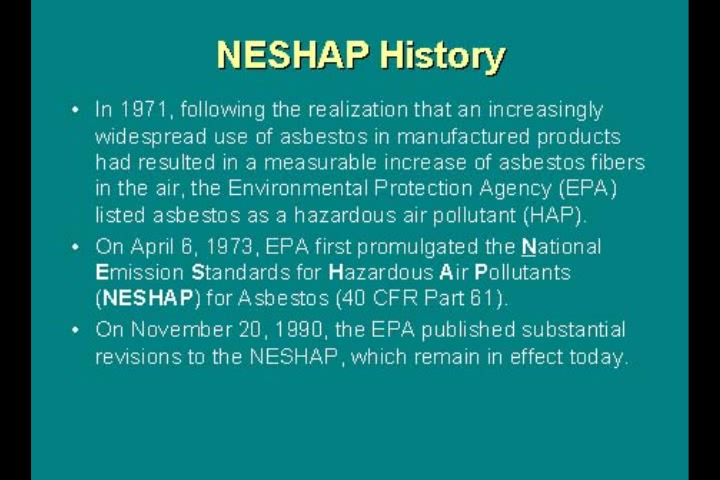 NESHAP History
• In 1971, following the realization that an increasingly
widespread use of asbestos in manufactured products
had resulted in a measurable increase of asbestos fibers
in the air, the Environmental Protection Agency (EPA)
listed asbestos as a hazardous air pollutant (HAP).
• On April 6, 1973, EPA first promulgated the National
Emission Standards for Hazardous Air Pollutants
(NESHAP) for Asbestos (40 CFR Part 61).
• On November 20, 1990, the EPA published substantial
revisions to the NESHAP, which remain in effect today.